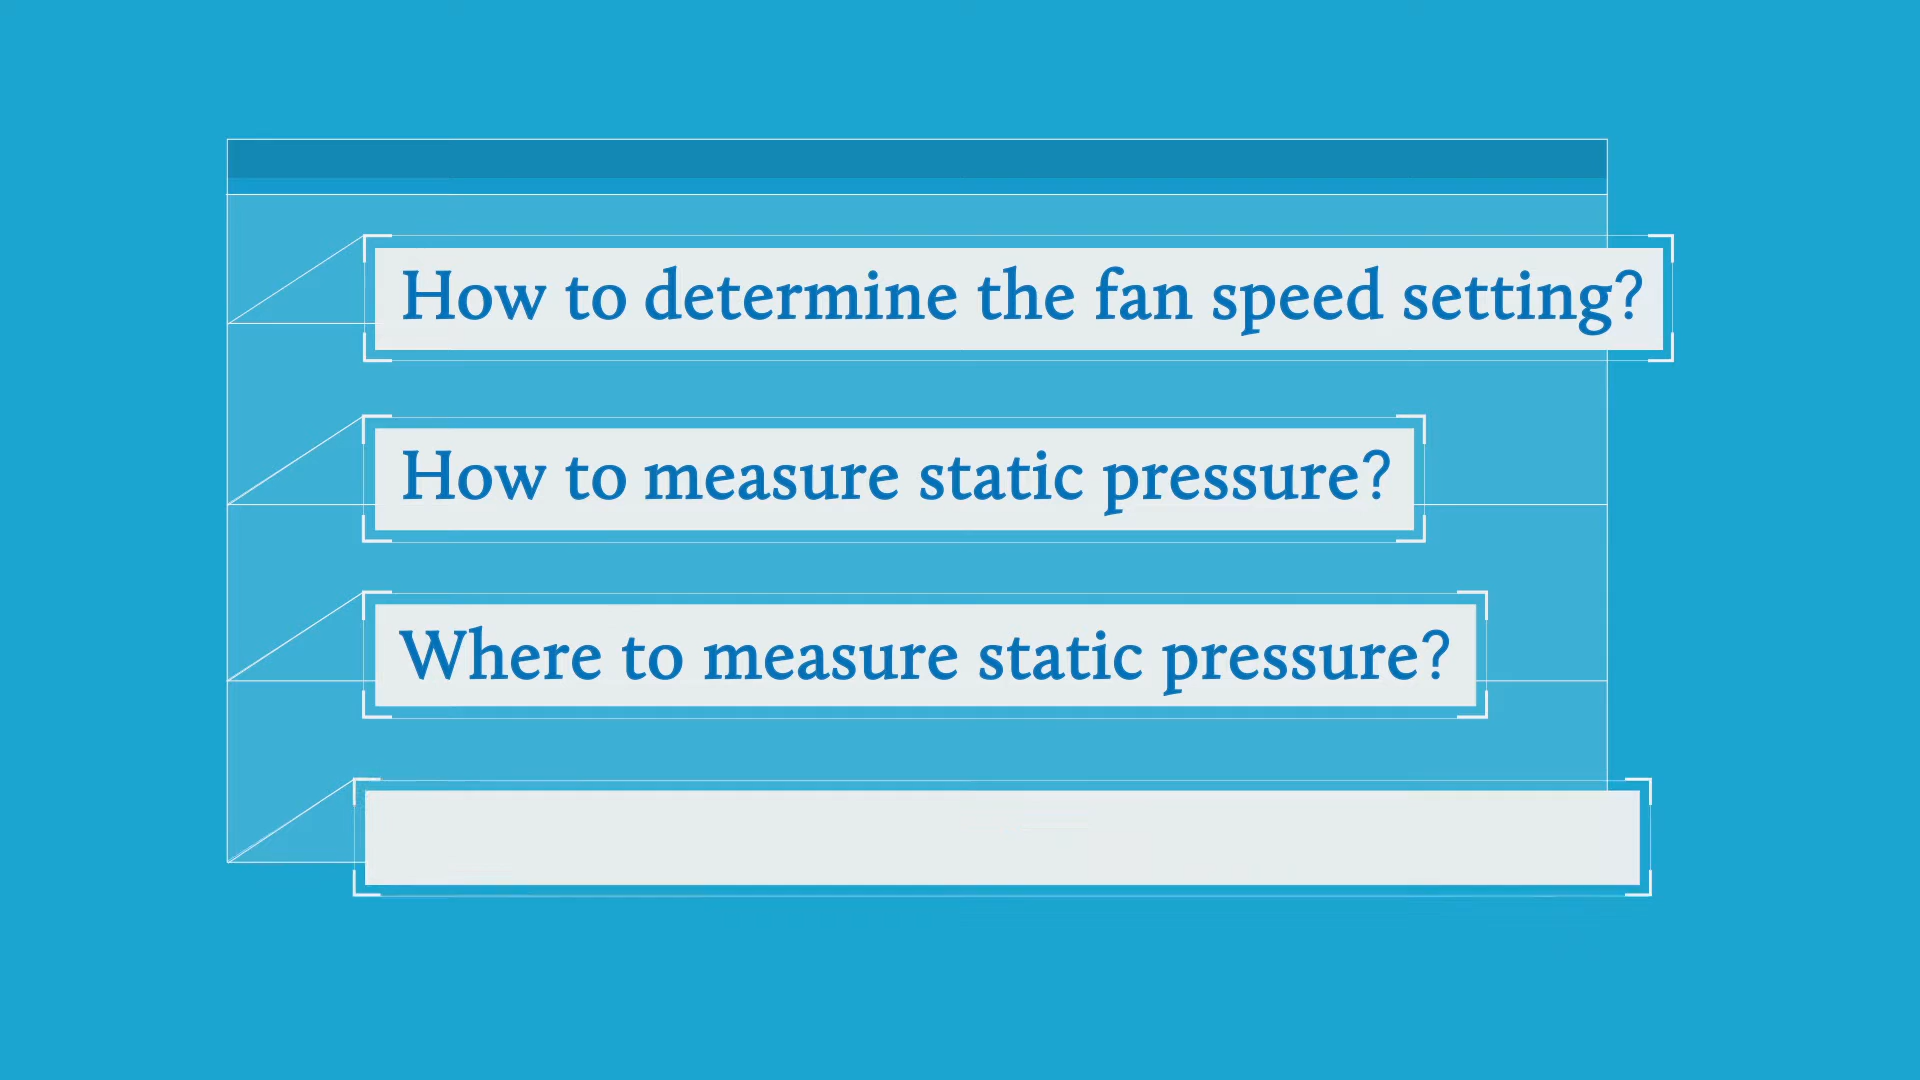 How to determine the fan speed setting?
How to measure static pressure?
Where to measure static pressure?